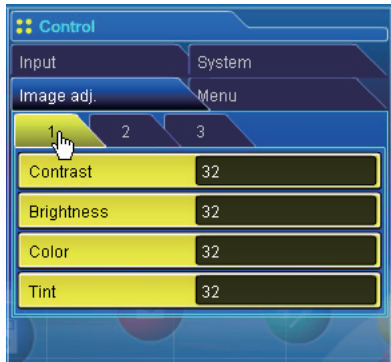 Control
Input System
Image adj. Menu
1 2 3
Contrast 32
Brightness 32
Color 32
Tint 32